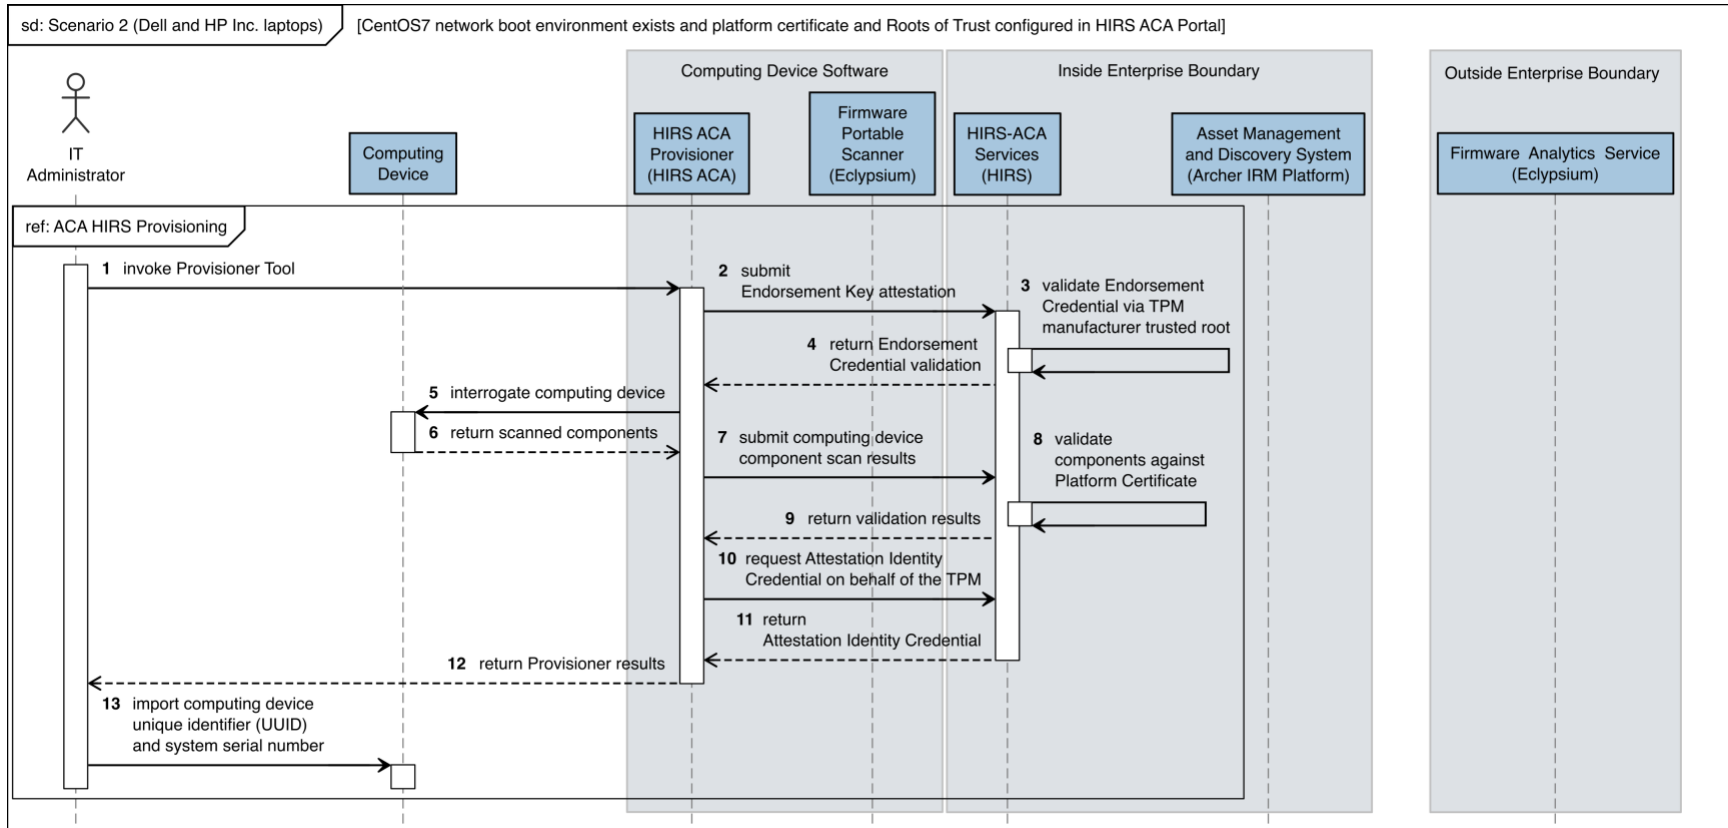 sd: Scenario 2 (Dell and HP Inc. laptops)
[CentOS7 network boot environment exists and platform certificate and Roots of Trust configured in HIRS ACA Portal]
Computing Device Software
Inside Enterprise Boundary
Outside Enterprise Boundary
IT
Administrator
Computing
Device
HIRS ACA
Provisioner
(HIRS ACA)
Firmware
Portable
Scanner
(Eclypsium)
HIRS-ACA
Services
(HIRS)
Asset Management
and Discovery System
(Archer IRM Platform)
Firmware Analytics Service
(Eclypsium)
ref: ACA HIRS Provisioning
1 invoke Provisioner Tool
2 submit
Endorsement Key attestation
3 validate Endorsement
Credential via TPM
manufacturer trusted root
4 return Endorsement
Credential validation
5 interrogate computing device
6 return scanned components
7 submit computing device
component scan results
8 validate
components against
Platform Certificate
9 return validation results
10 request Attestation Identity
Credential on behalf of the TPM
11 return
Attestation Identity Credential
12 return Provisioner results
13 import computing device
unique identifier (UUID)
and system serial number